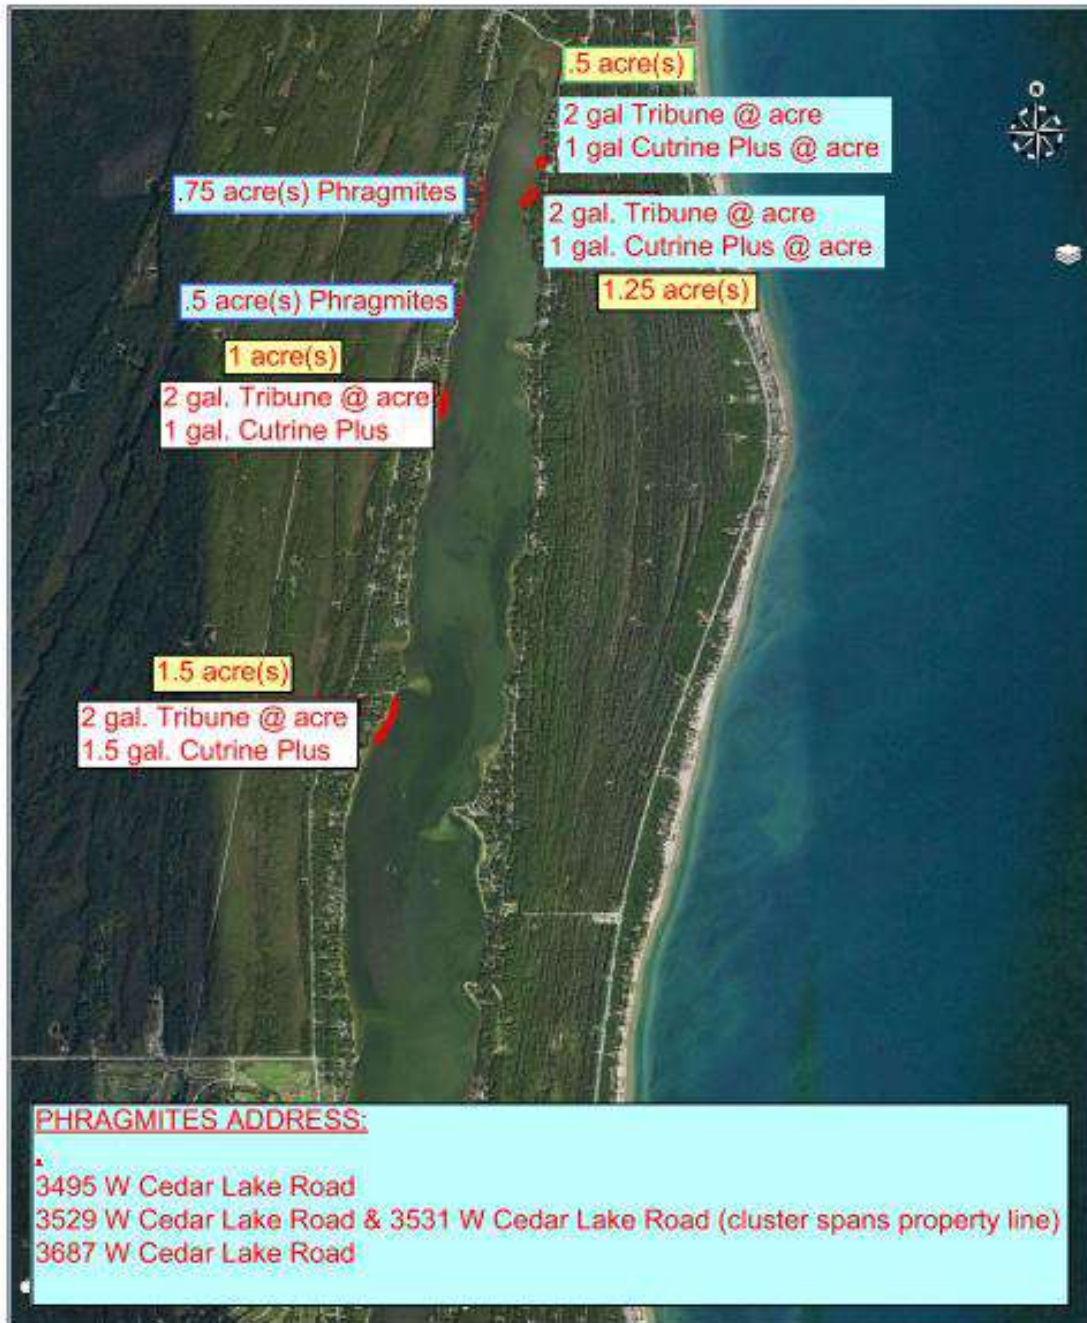 .5 acre(s)
2 gal Tribune @ acre
1 gal Cutrine Plus @ acre
.75 acre(s) Phragmites
2 gal. Tribune @ acre
1 gal. Cutrine Plus @ acre
1.25 acre(s)
.5 acre(s) Phragmites
1 acre(s)
2 gal. Tribune @ acre
1 gal. Cutrine Plus
1.5 acre(s)
2 gal. Tribune @ acre
1.5 gal. Cutrine Plus
PHRAGMITES ADDRESS:
.
3495 W Cedar Lake Road
3529 W Cedar Lake Road & 3531 W Cedar Lake Road (cluster spans property line)
3687 W Cedar Lake Road